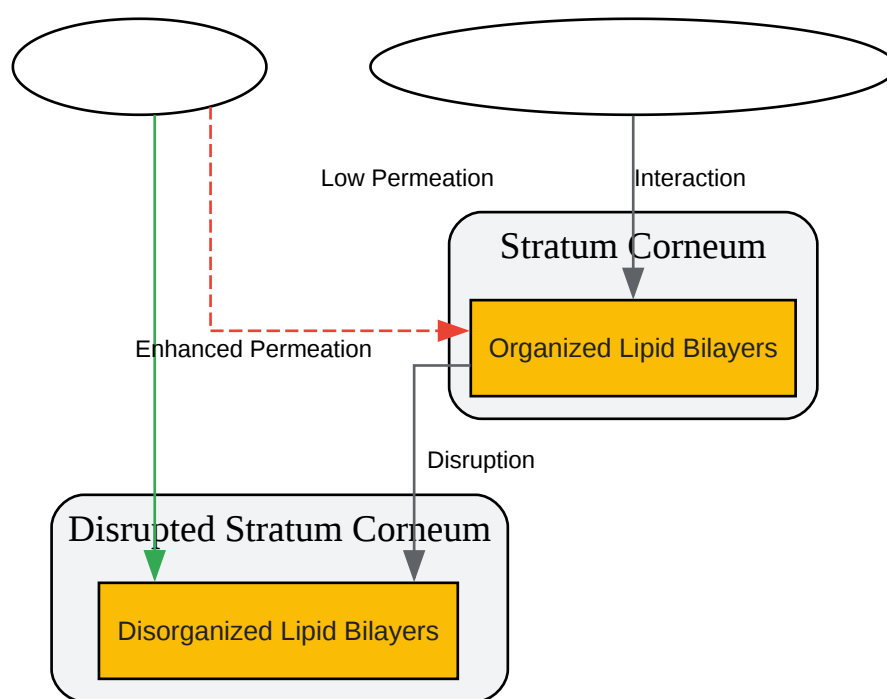 Low Permeation
Interaction
Stratum Corneum
Organized Lipid Bilayers
Enhanced Permeation
Disruption
Disrupted Stratum Corneum
Disorganized Lipid Bilayers